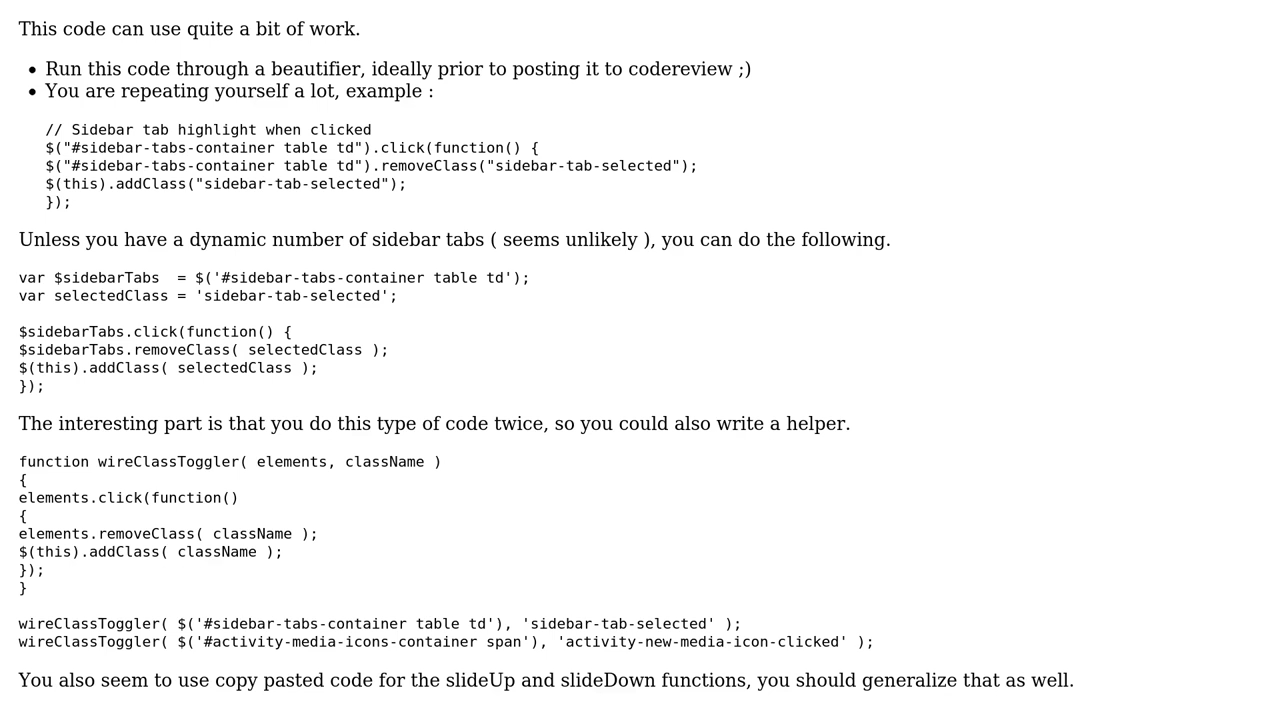 This code can use quite a bit of work.
• Run this code through a beautifier, ideally prior to posting it to codereview ;)
• You are repeating yourself a lot, example :
// Sidebar tab highlight when clicked
$("#sidebar-tabs-container table td").click(function() {
$("#sidebar-tabs-container table td").removeClass("sidebar-tab-selected");
$(this).addClass("sidebar-tab-selected");
});
Unless you have a dynamic number of sidebar tabs ( seems unlikely ), you can do the following.
var $sidebarTabs  = $('#sidebar-tabs-container table td');
var selectedClass = 'sidebar-tab-selected';
$sidebarTabs.click(function() {
$sidebarTabs.removeClass( selectedClass );
$(this).addClass( selectedClass );
});
The interesting part is that you do this type of code twice, so you could also write a helper.
function wireClassToggler( elements, className )
{
elements.click(function()
{
elements.removeClass( className );
$(this).addClass( className );
});
}
wireClassToggler( $('#sidebar-tabs-container table td'), 'sidebar-tab-selected' );
wireClassToggler( $('#activity-media-icons-container span'), 'activity-new-media-icon-clicked' );
You also seem to use copy pasted code for the slideUp and slideDown functions, you should generalize that as well.